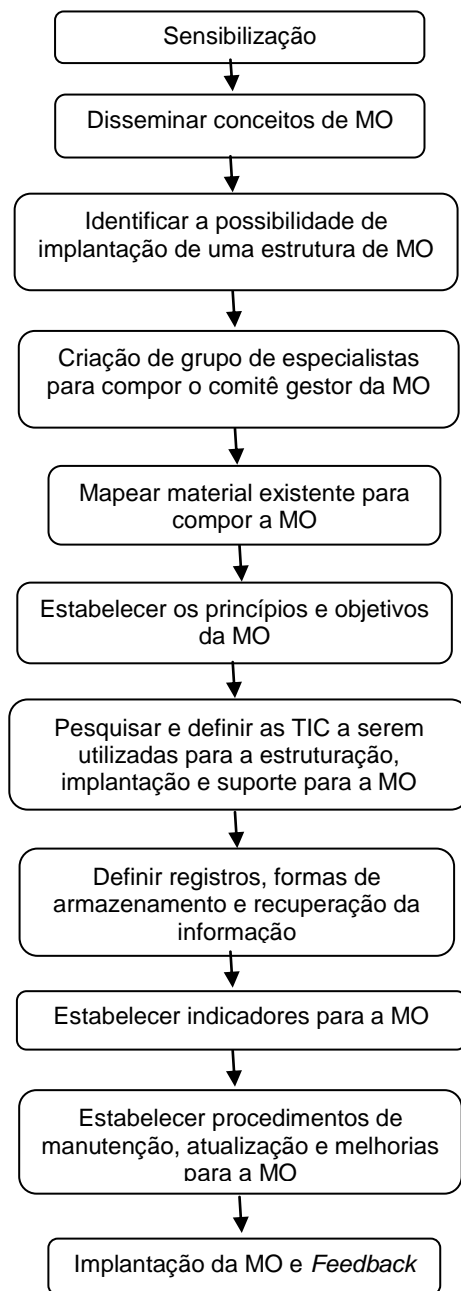 Sensibilização
Disseminar conceitos de MO
Identificar a possibilidade de
implantação de uma estrutura de MO
Criação de grupo de especialistas
para compor o comitê gestor da MO
Mapear material existente para
compor a MO
Estabelecer os princípios e objetivos
da MO
Pesquisar e definir as TIC a serem
utilizadas para a estruturação,
implantação e suporte para a MO
Definir registros, formas de
armazenamento e recuperação da
informação
Estabelecer indicadores para a MO
Estabelecer procedimentos de
manutenção, atualização e melhorias
para a MO
Implantação da MO e Feedback